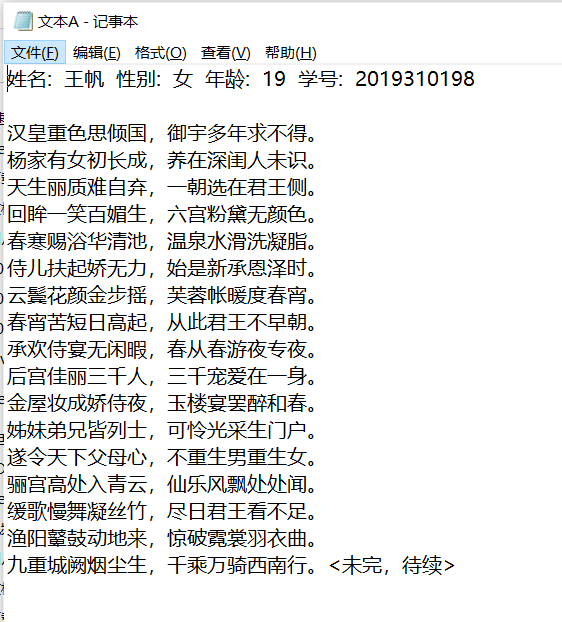 文本A - 记事本
文件(F) 编辑(E) 格式(O) 查看(V) 帮助(H)
姓名: 王帆 性别: 女 年龄: 19 学号: 2019310198
汉皇重色思倾国，御宇多年求不得。
杨家有女初长成，养在深闺人未识。
天生丽质难自弃，一朝选在君王侧。
回眸一笑百媚生，六宫粉黛无颜色。
春寒赐浴华清池，温泉水滑洗凝脂。
侍儿扶起娇无力，始是新承恩泽时。
云鬓花颜金步摇，芙蓉帐暖度春宵。
春宵苦短日高起，从此君王不早朝。
承欢侍宴无闲暇，春从春游夜专夜。
后宫佳丽三千人，三千宠爱在一身。
金屋妆成娇侍夜，玉楼宴罢醉和春。
姊妹弟兄皆列士，可怜光采生门户。
遂令天下父母心，不重生男重生女。
骊宫高处入青云，仙乐风飘处处闻。
缓歌慢舞凝丝竹，尽日君王看不足。
渔阳鼙鼓动地来，惊破霓裳羽衣曲。
九重城阙烟尘生，千乘万骑西南行。<未完，待续>